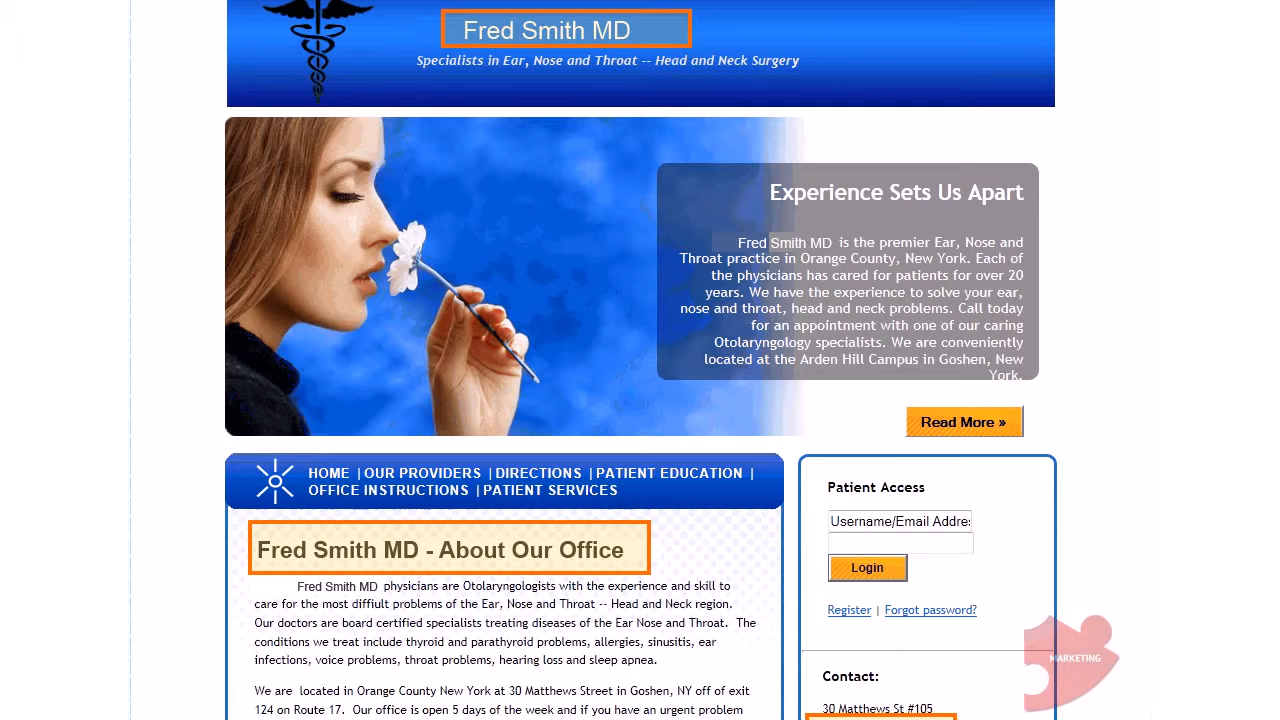 Fred Smith MD
Specialists in Ear, Nose and Throat -- Head and Neck Surgery
Experience Sets Us Apart
Fred Smith MD is the premier Ear, Nose and
Throat practice in Orange County, New York. Each of
the physicians has cared for patients for over 20
years. We have the experience to solve your ear,
nose and throat, head and neck problems. Call today
for an appointment with one of our caring
Otolaryngology specialists. We are conveniently
located at the Arden Hill Campus in Goshen, New
York.
Read More »
HOME | OUR PROVIDERS | DIRECTIONS | PATIENT EDUCATION |
OFFICE INSTRUCTIONS | PATIENT SERVICES
Fred Smith MD - About Our Office
Fred Smith MD physicians are Otolaryngologists with the experience and skill to
care for the most diffiult problems of the Ear, Nose and Throat -- Head and Neck region.
Our doctors are board certified specialists treating diseases of the Ear Nose and Throat. The
conditions we treat include thyroid and parathyroid problems, allergies, sinusitis, ear
infections, voice problems, throat problems, hearing loss and sleep apnea.
We are located in Orange County New York at 30 Matthews Street in Goshen, NY off of exit
124 on Route 17. Our office is open 5 days of the week and if you have an urgent problem
Patient Access
Username/Email Addre
Login
Register | Forgot password?
MARKETING
Contact:
30 Matthews St #105